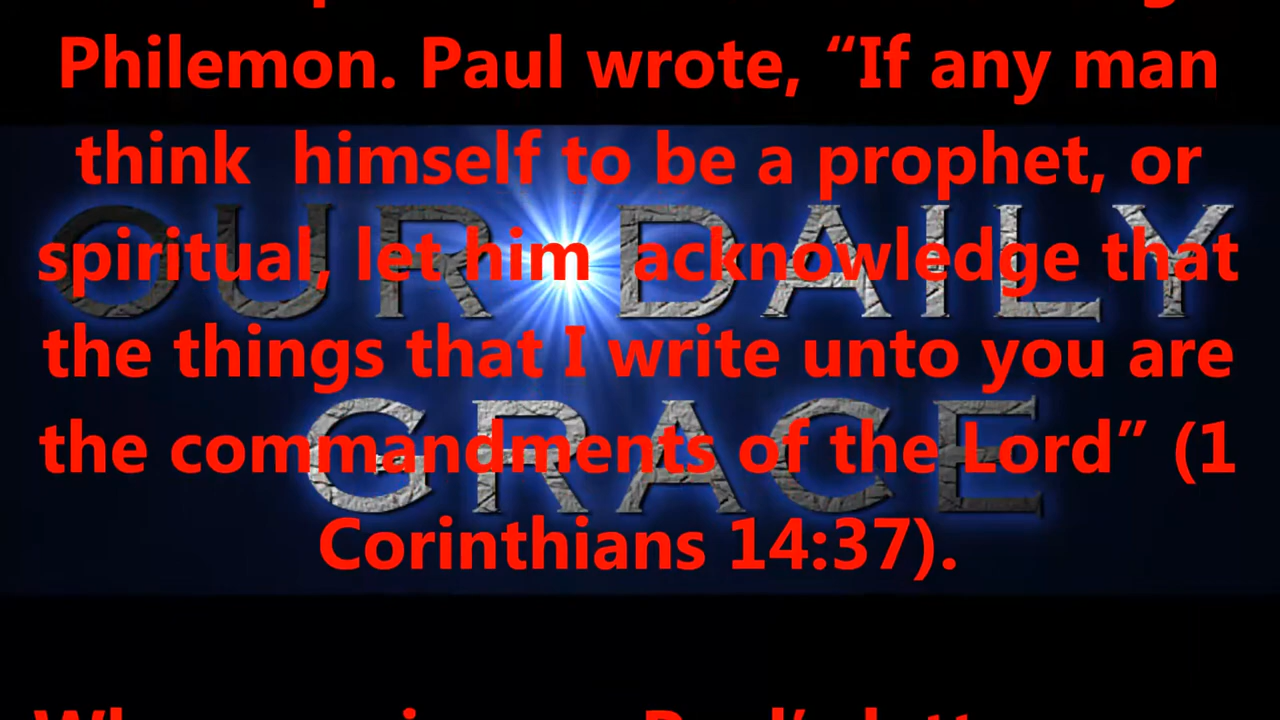 Philemon. Paul wrote, “If any man
think  himself to be a prophet, or
spiritual, let him  acknowledge that
the things that I write unto you are
the commandments of the Lord” (1
Corinthians 14:37).
OUR DAILY
GRACE